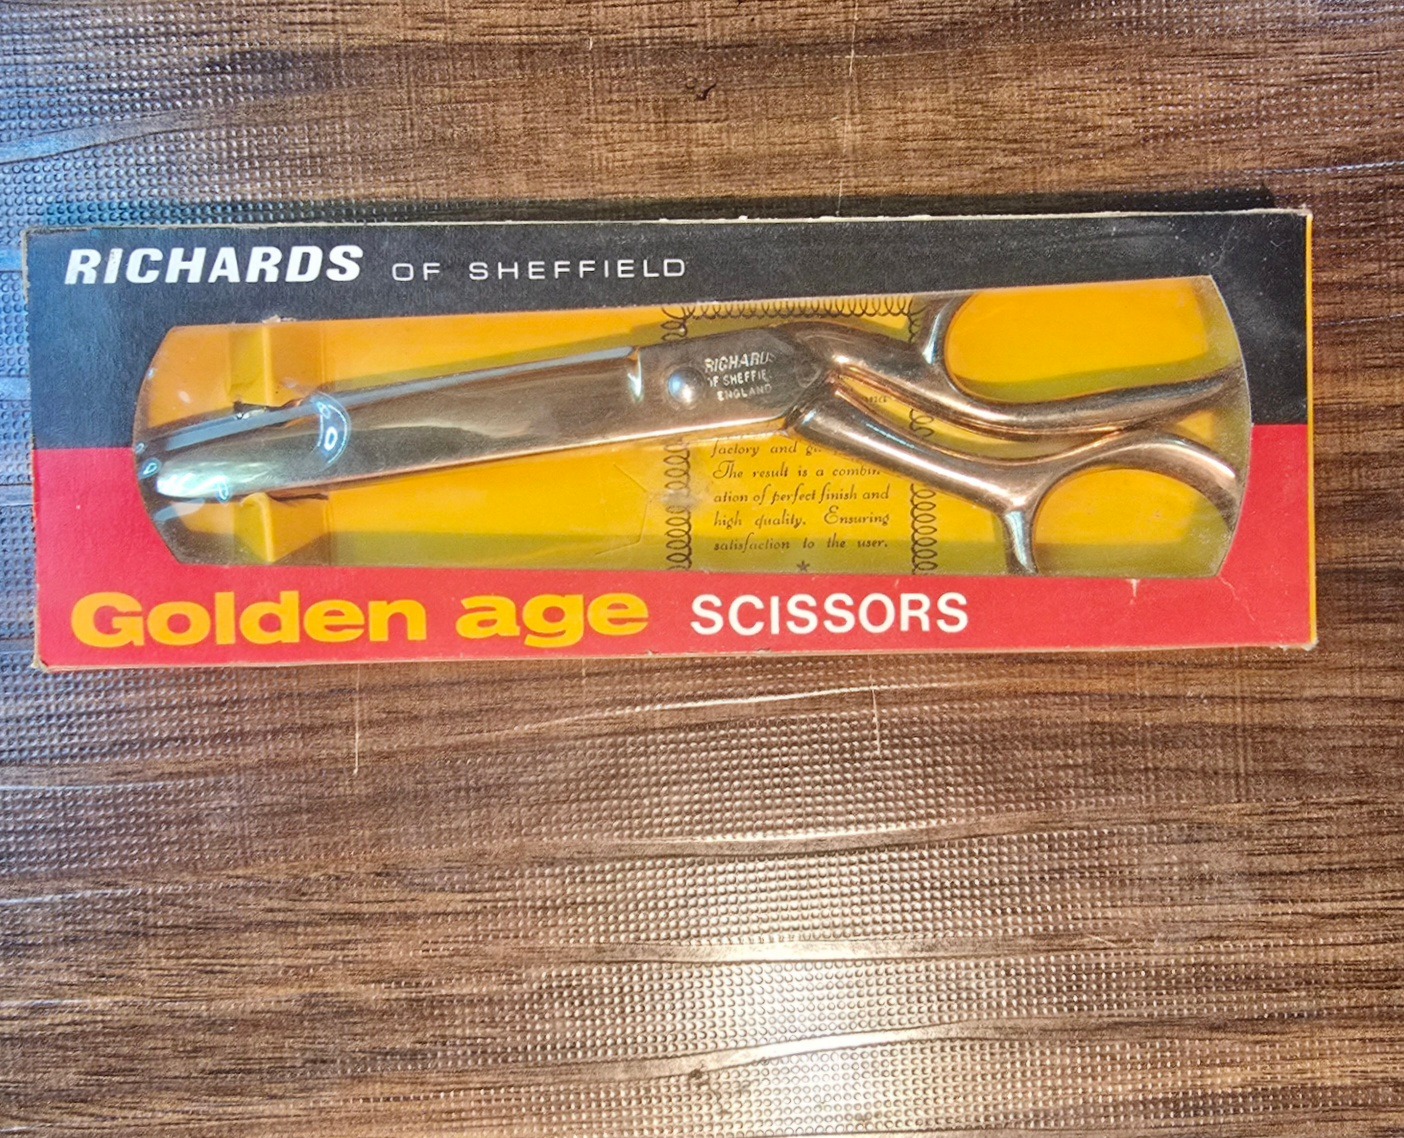 RICHARDS OF SHEFFIELD
RICHARDS
OF SHEFFIE
ENGLAND
factory and
The result is a combin-
ation of perfect finish and
high quality. Ensuring
satisfaction to the user.
Golden age SCISSORS